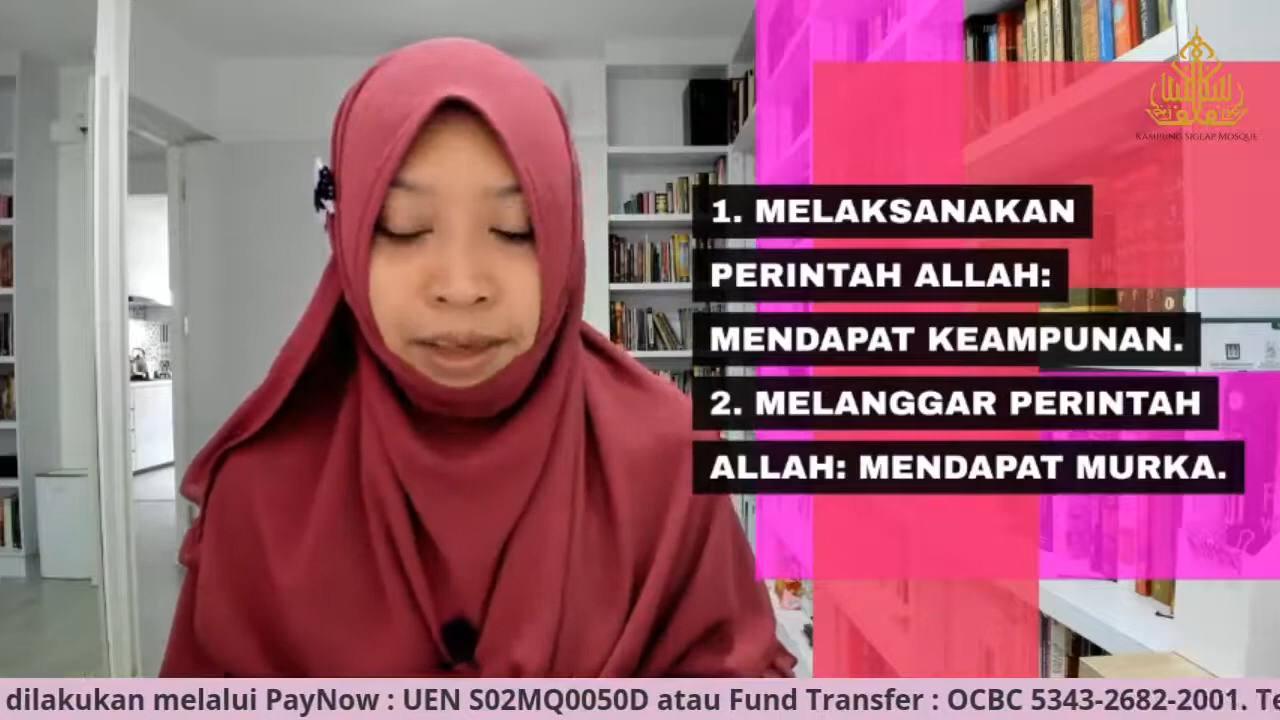 KAMPUNG SIGLAP MOSQUE
1. MELAKSANAKAN
PERINTAH ALLAH:
MENDAPAT KEAMPUNAN.
2. MELANGGAR PERINTAH
ALLAH: MENDAPAT MURKA.
dilakukan melalui PayNow : UEN S02MQ0050D atau Fund Transfer : OCBC 5343-2682-2001. Te